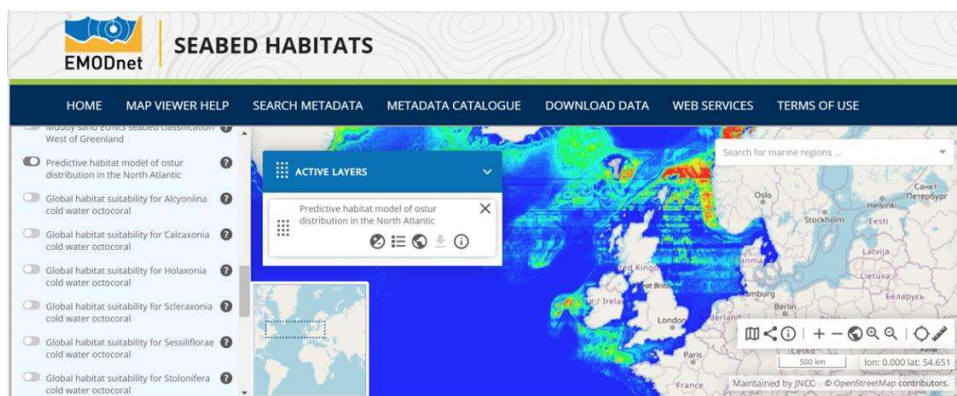 EMODnet
SEABED HABITATS
HOME MAP VIEWER HELP SEARCH METADATA METADATA CATALOGUE DOWNLOAD DATA WEB SERVICES TERMS OF USE
Muddy sand EUNIS seabed classification
West of Greenland
Predictive habitat model of ostur
distribution in the North Atlantic
Global habitat suitability for Alcyoniina
cold water octocoral
Global habitat suitability for Calcaxonia
cold water octocoral
Global habitat suitability for Holaxonia
cold water octocoral
Global habitat suitability for Scleraxonia
cold water octocoral
Global habitat suitability for Sessiliflorae
cold water octocoral
Global habitat suitability for Stolonifera
cold water octocoral
ACTIVE LAYERS
Predictive habitat model of ostur
distribution in the North Atlantic
Search for marine regions ...
Oslo
Stockholm
Helsinki
Санкт
Петербург
Eesti
Latvija
Lietuva
Беларусь
Berlin
London
Paris
France
Česko
500 km
lon: 0.000 lat: 54.651
Maintained by JNCC © OpenStreetMap contributors.